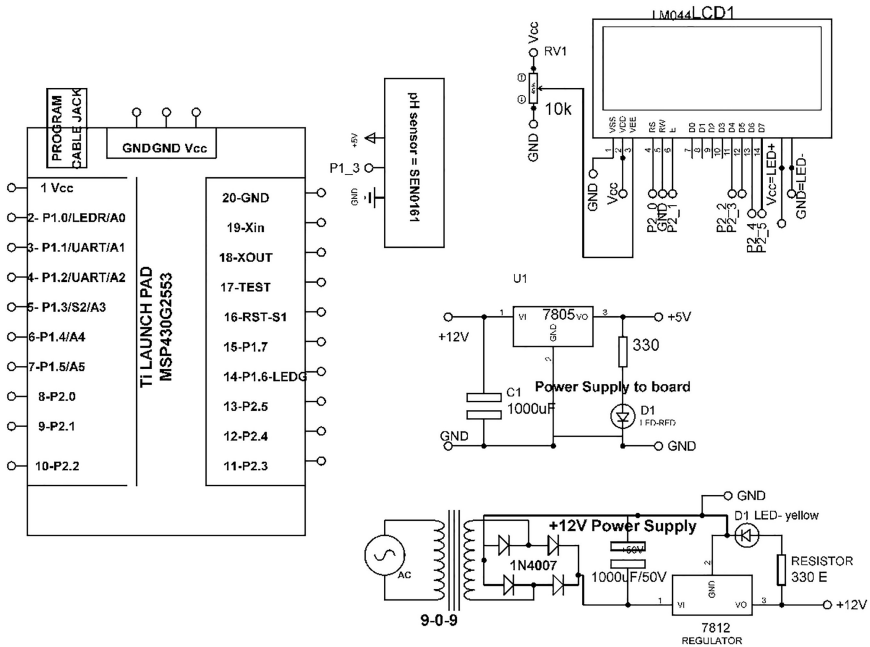 LM044LCD1
Vcc
RV1
10k
GND
VSS
VDD
VEE
RS
RW
E
D0
D1
D2
D3
D4
D5
D6
D7
1
2
3
4
5
6
7
8
9
10
11
12
13
14
GND
Vcc
P2_0
GND
P2_1
P2_2
P2_3
P2_4
P2_5
Vcc=LED+
GND=LED-
PROGRAM
CABLE JACK
GNDGND Vcc
1 Vcc
2- P1.0/LEDR/A0
3- P1.1/UART/A1
4- P1.2/UART/A2
5- P1.3/S2/A3
6-P1.4/A4
7-P1.5/A5
8-P2.0
9-P2.1
10-P2.2
Ti LAUNCH PAD
MSP430G2553
20-GND
19-Xin
18-XOUT
17-TEST
16-RST-S1
15-P1.7
14-P1.6-LEDG
13-P2.5
12-P2.4
11-P2.3
+5V
P1_3
GND
pH sensor = SEN0161
U1
+12V
1
VI
7805
VO
3
+5V
GND
2
330
Power Supply to board
C1
1000uF
D1
LED-RED
GND
GND
GND
+12V Power Supply
D1 LED- yellow
AC
1N4007
+50V
1000uF/50V
2
GND
RESISTOR
330 E
1
VI
VO
3
+12V
9-0-9
7812
REGULATOR